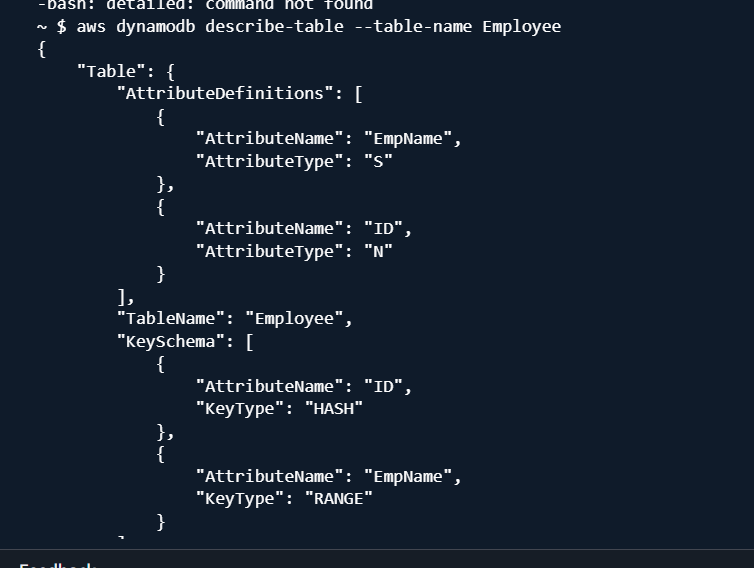 -bash: detailed: command not found
~ $ aws dynamodb describe-table --table-name Employee
{
    "Table": {
        "AttributeDefinitions": [
            {
                "AttributeName": "EmpName",
                "AttributeType": "S"
            },
            {
                "AttributeName": "ID",
                "AttributeType": "N"
            }
        ],
        "TableName": "Employee",
        "KeySchema": [
            {
                "AttributeName": "ID",
                "KeyType": "HASH"
            },
            {
                "AttributeName": "EmpName",
                "KeyType": "RANGE"
            }
        ]
Feedback